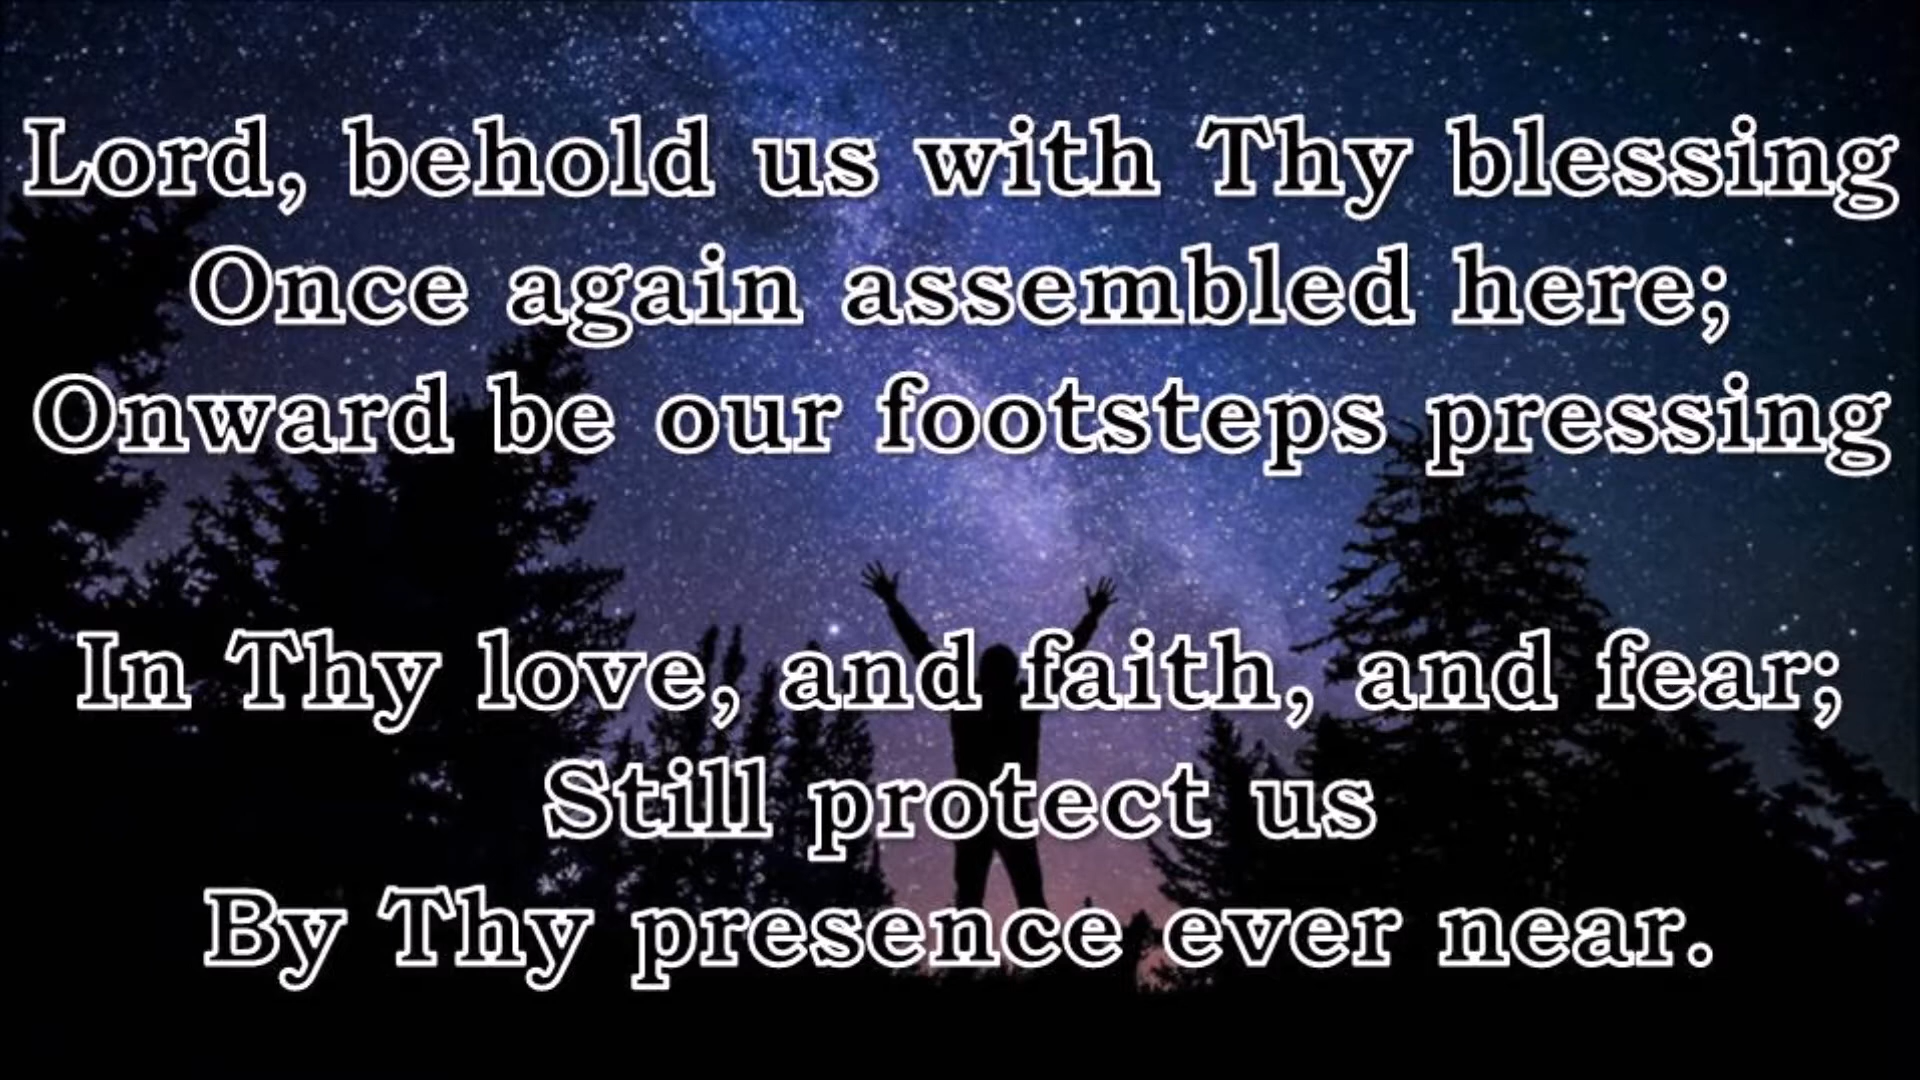 Lord, behold us with Thy blessing
Once again assembled here;
Onward be our footsteps pressing
In Thy love, and faith, and fear;
Still protect us
By Thy presence ever near.